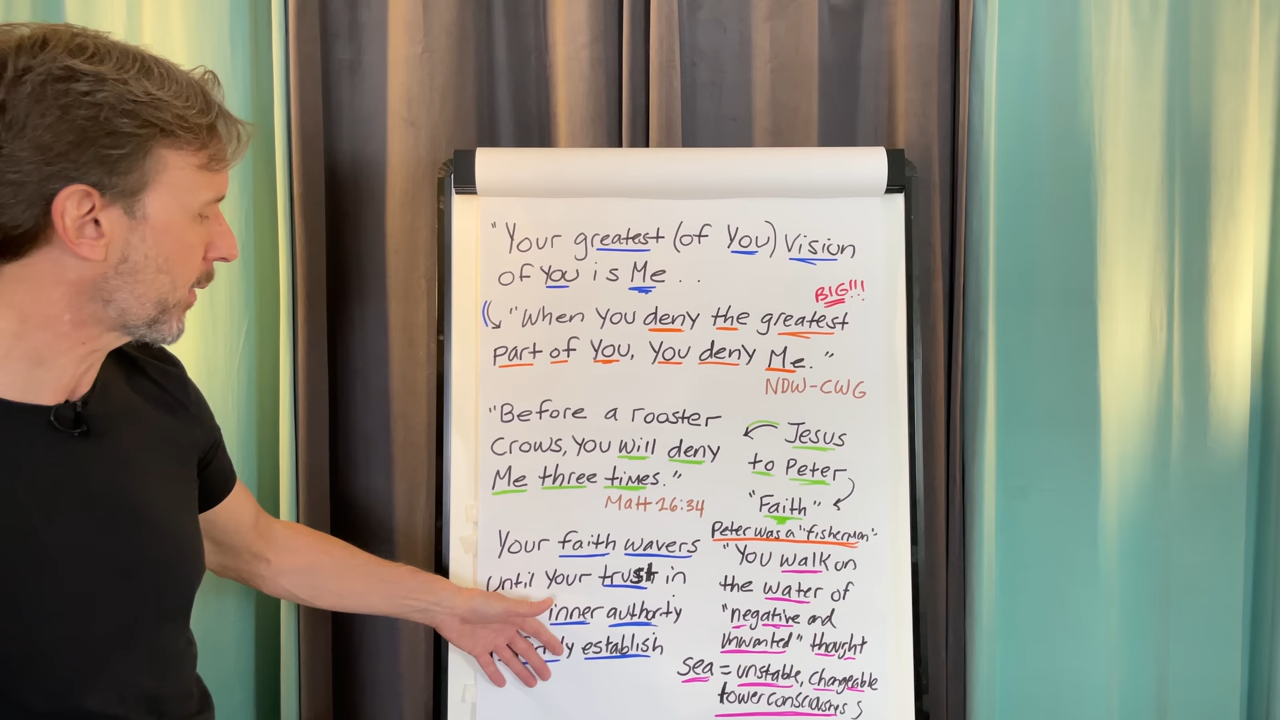 "Your greatest (of You) Vision
of You is Me . .
BIG!!!
"When You deny the greatest
part of You, You deny Me."
NDW-CWG
"Before a rooster
Crows, You will deny
Me three times."
Matt 26:34
Jesus
to Peter
"Faith"
Peter was a "fisherman"
Your faith wavers
until your trust in
inner authority
establish
"You walk on
the water of
"negative and
Unwanted" thought
sea = unstable, changeable
lower consciousness